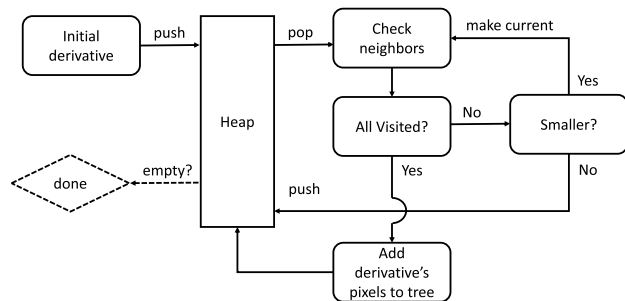 Initial
derivative
push
Heap
pop
Check
neighbors
make current
Yes
All Visited?
No
Smaller?
done
empty?
push
Yes
No
Add
derivative's
pixels to tree